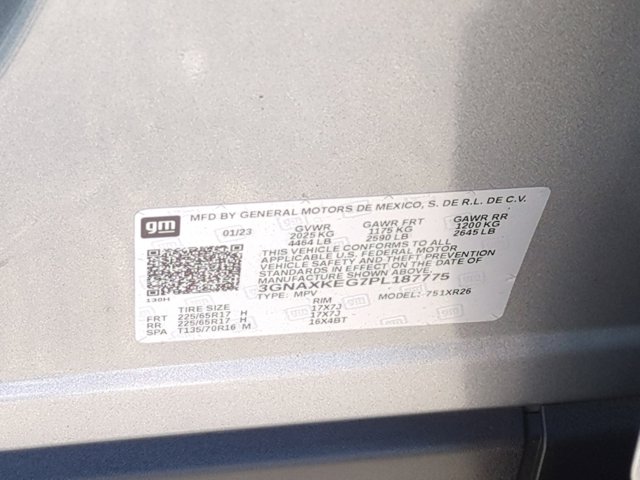 gm
MFD BY GENERAL MOTORS DE MEXICO, S. DE R.L. DE C.V.
01/23 GVWR GAWR FRT GAWR RR
2025 KG 1175 KG 1200 KG
4464 LB 2590 LB 2645 LB
THIS VEHICLE CONFORMS TO ALL
APPLICABLE U.S. FEDERAL MOTOR
VEHICLE SAFETY AND THEFT PREVENTION
STANDARDS IN EFFECT ON THE DATE OF
MANUFACTURE SHOWN ABOVE.
3GNAXKEG7PL187775
TYPE: MPV MODEL: 751XR26
130H
TIRE SIZE RIM
FRT 225/65R17 H 17X7J
RR 225/65R17 H 17X7J
SPA T135/70R16 M 16X4BT